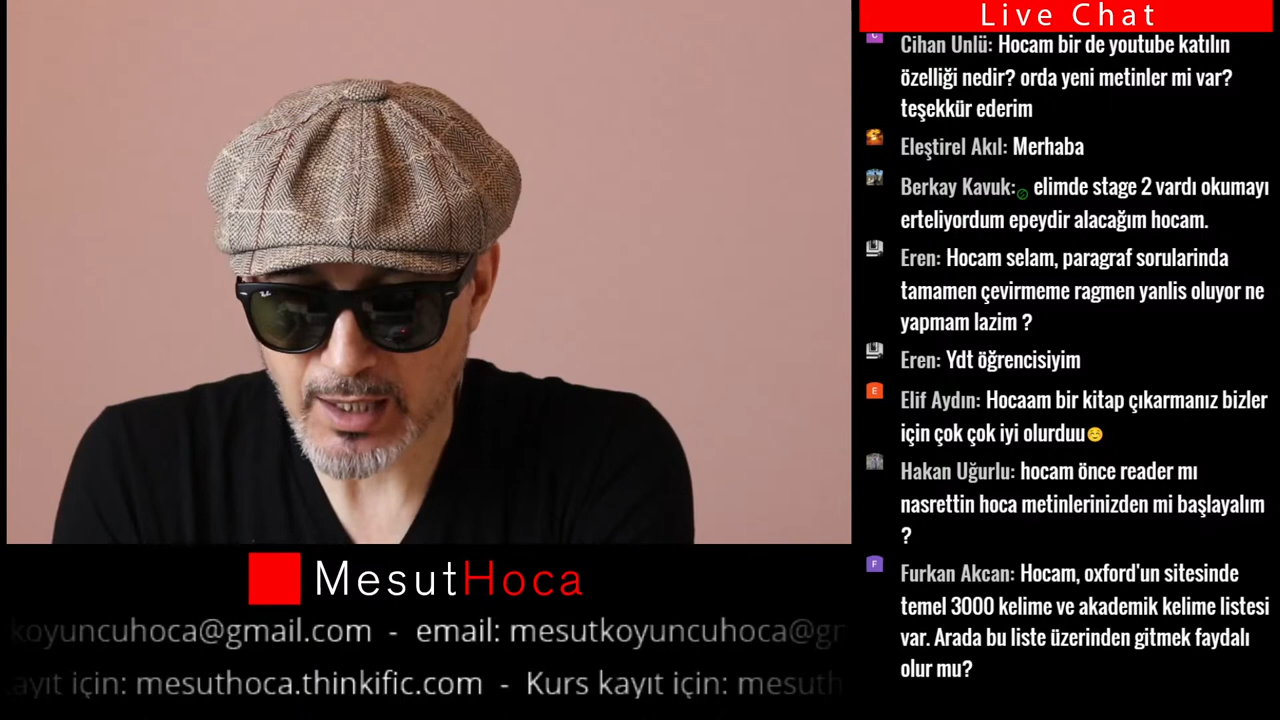 Live Chat
Cihan Ünlü: Hocam bir de youtube katılın
özelliği nedir? orda yeni metinler mi var?
teşekkür ederim
Eleştirel Akıl: Merhaba
Berkay Kavuk: elimde stage 2 vardı okumayı
erteliyordum epeydir alacağım hocam.
Eren: Hocam selam, paragraf sorularinda
tamamen çevirmeme ragmen yanlis oluyor ne
yapmam lazim ?
Eren: Ydt öğrencisiyim
Elif Aydın: Hocaam bir kitap çıkarmanız bizler
için çok çok iyi olurduu😊
Hakan Uğurlu: hocam önce reader mı
nasrettin hoca metinlerinizden mi başlayalım
?
Furkan Akcan: Hocam, oxford'un sitesinde
temel 3000 kelime ve akademik kelime listesi
var. Arada bu liste üzerinden gitmek faydalı
olur mu?
MesutHoca
koyuncuhoca@gmail.com - email: mesutkoyuncuhoca@gm
ayıt için: mesuthoca.thinkific.com - Kurs kayıt için: mesuth